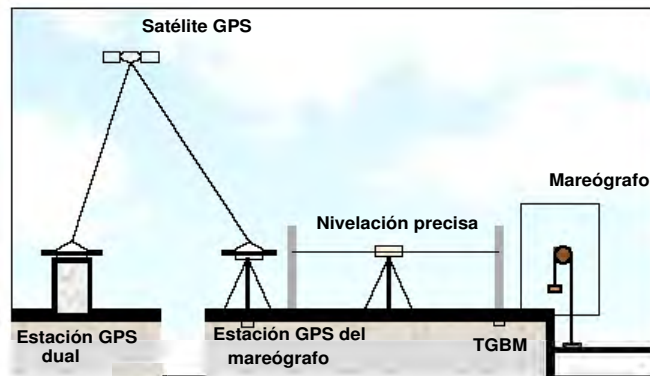 Satélite GPS
Mareógrafo
Nivelación precisa
Estación GPS
dual
Estación GPS del
mareógrafo
TGBM